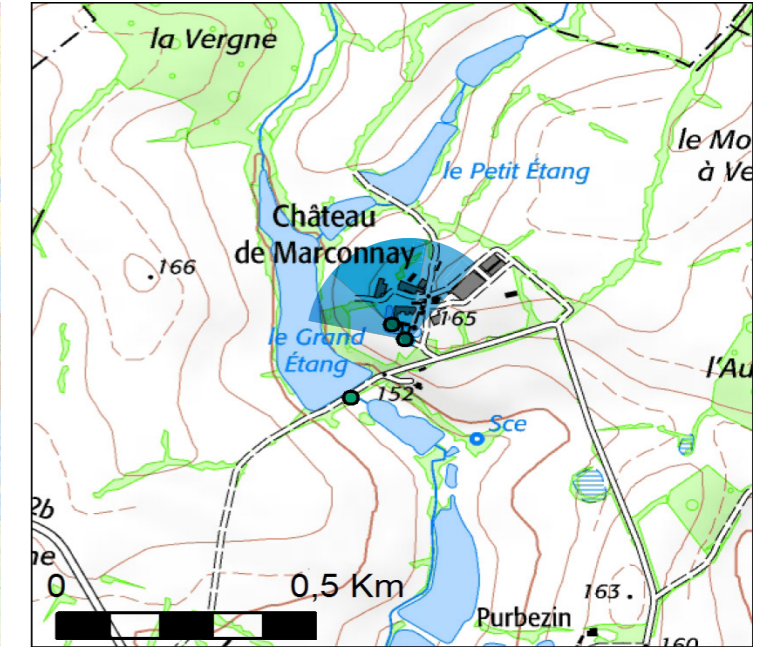 la Vergne
le Mo
à Ve
le Petit Étang
Château
de Marconnay
166
165
le Grand
Étang
l'Au
152
Sce
2b
ne
0
0,5 Km
163
Purbezin
160